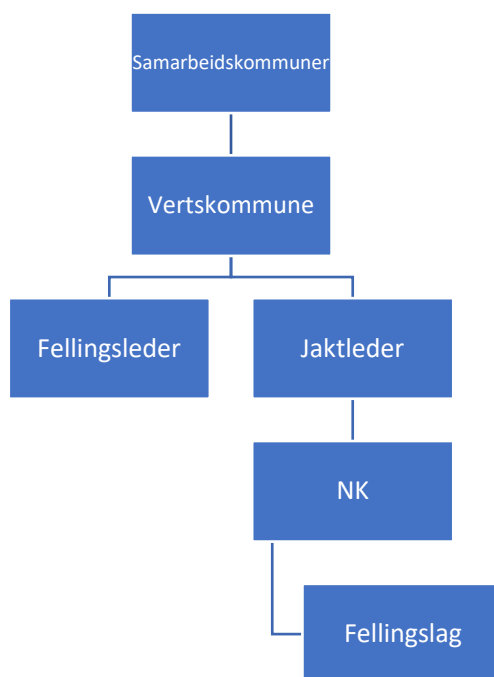 Samarbeidskommuner
Vertskommune
Fellingsleder
Jaktleder
NK
Fellingslag